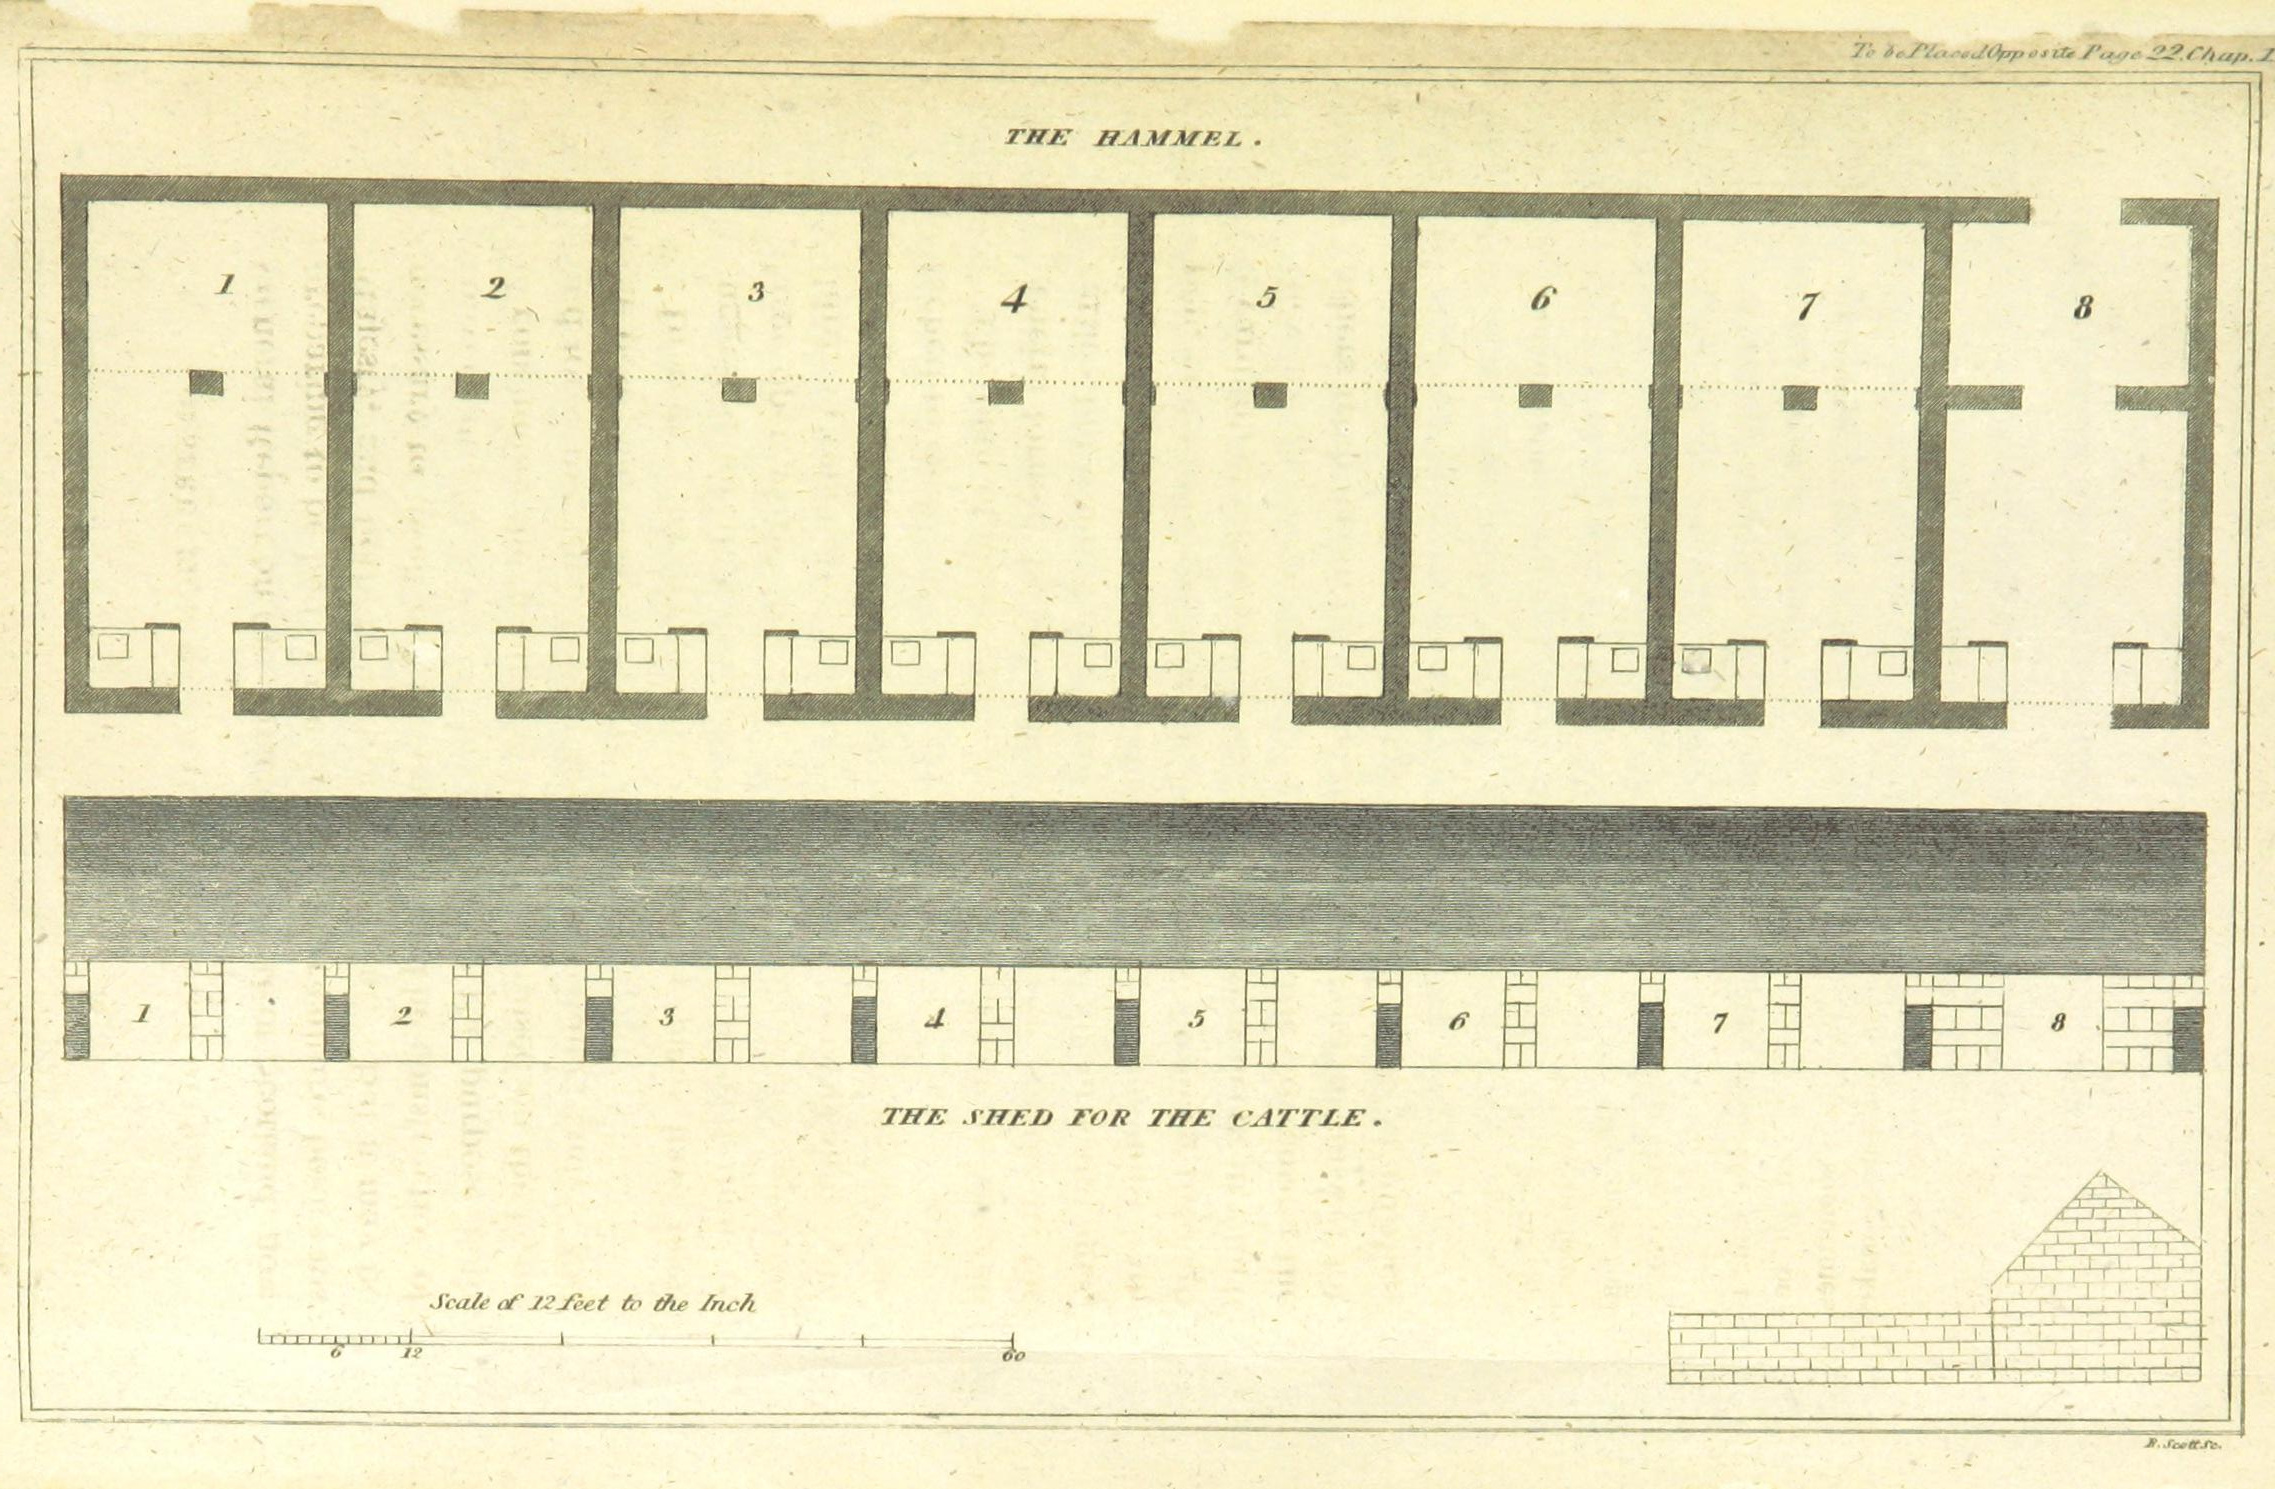 To be Placed Opposite Page 22. Chap. I
THE HAMMEL.
1 2 3 4 5 6 7 8
1 2 3 4 5 6 7 8
THE SHED FOR THE CATTLE.
Scale of 12 feet to the Inch
6 12 60
R. Scott Sc.